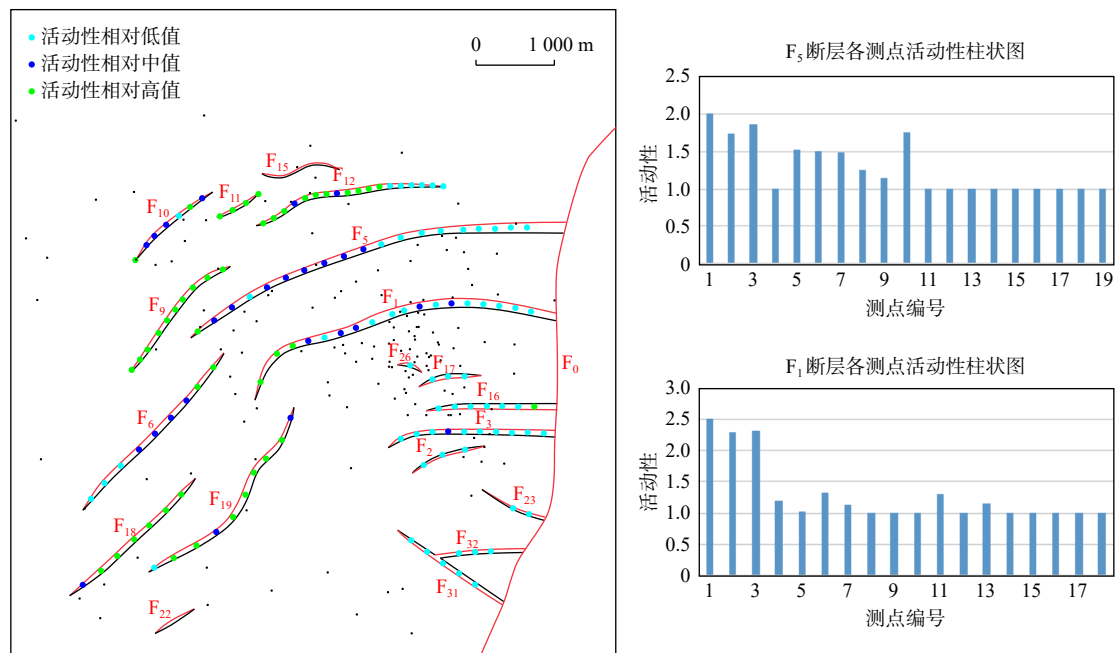 活动性相对低值
活动性相对中值
活动性相对高值
0 1 000 m
F15
F12
F11
F10
F5
F9
F1
F0
F26
F17
F16
F6
F3
F2
F19
F23
F18
F32
F31
F22
F5断层各测点活动性柱状图
活动性
2.5
2.0
1.5
1.0
0.5
0
1 3 5 7 9 11 13 15 17 19
测点编号
F1断层各测点活动性柱状图
活动性
3.0
2.5
2.0
1.5
1.0
0.5
0
1 3 5 7 9 11 13 15 17
测点编号